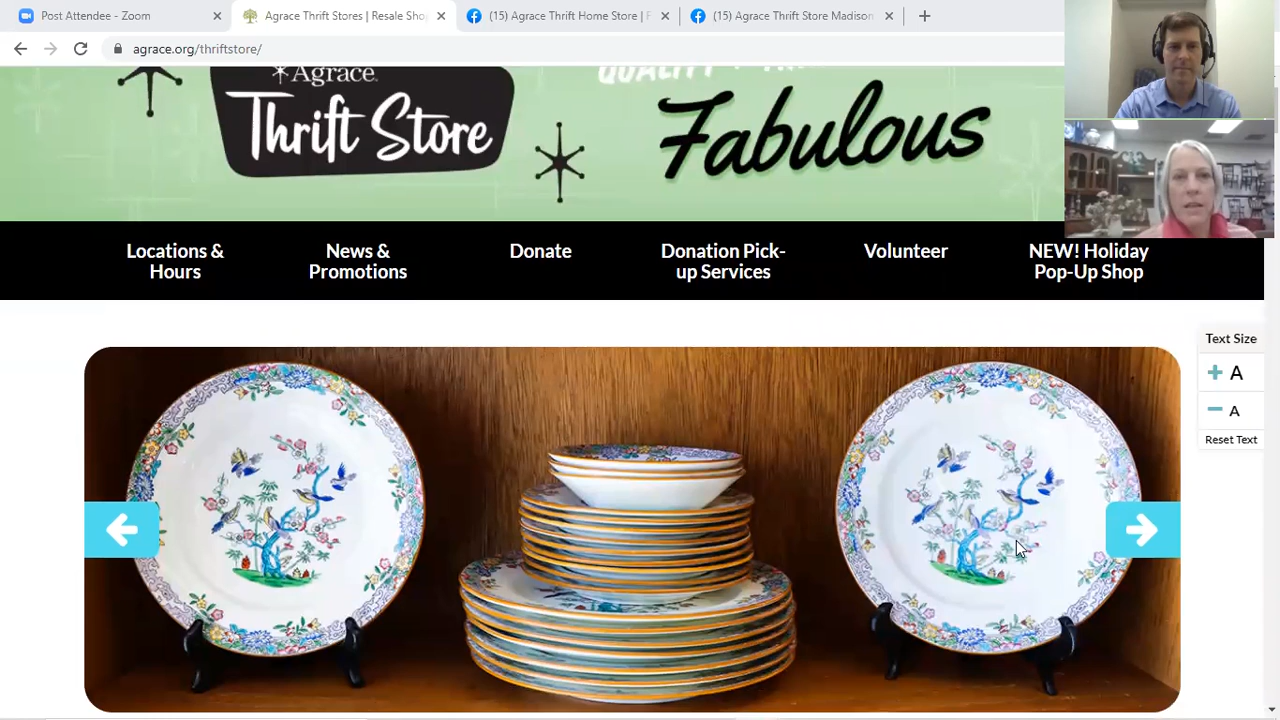 Post Attendee - Zoom
Agrace Thrift Stores | Resale Sho
(15) Agrace Thrift Home Store | F
(15) Agrace Thrift Store Madison
agrace.org/thriftstore/
Agrace
Thrift Store
QUALITY
Fabulous
Locations & Hours
News & Promotions
Donate
Donation Pick-up Services
Volunteer
NEW! Holiday Pop-Up Shop
Text Size
+ A
- A
Reset Text